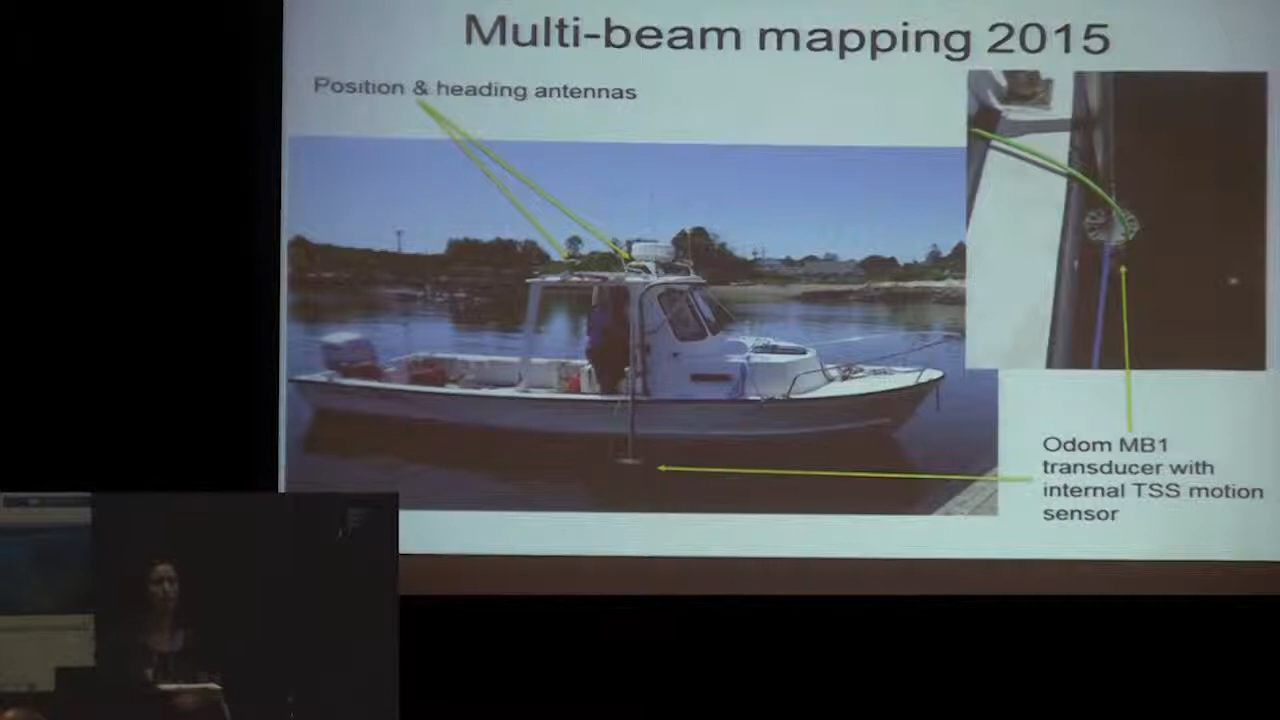 Multi-beam mapping 2015
Position & heading antennas
Odom MB1
transducer with
internal TSS motion
sensor